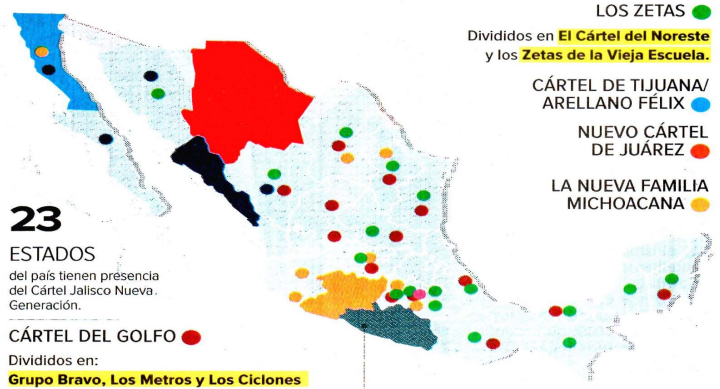 LOS ZETAS
Divididos en El Cártel del Noreste
y los Zetas de la Vieja Escuela.
CÁRTEL DE TIJUANA/
ARELLANO FÉLIX
NUEVO CÁRTEL
DE JUÁREZ
LA NUEVA FAMILIA
MICHOACANA
23
ESTADOS
del país tienen presencia
del Cártel Jalisco Nueva
Generación.
CÁRTEL DEL GOLFO
Divididos en:
Grupo Bravo, Los Metros y Los Ciclones